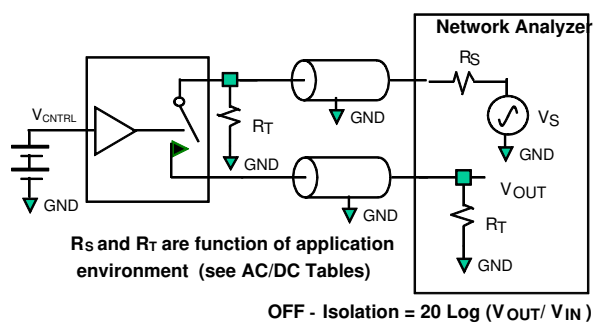 Network Analyzer
RS
VCNTRL
RT
GND
VS
GND
GND
GND
VOUT
GND
GND
RT
GND
RS and RT are function of application
environment (see AC/DC Tables)
OFF - Isolation = 20 Log (VOUT/ VIN )